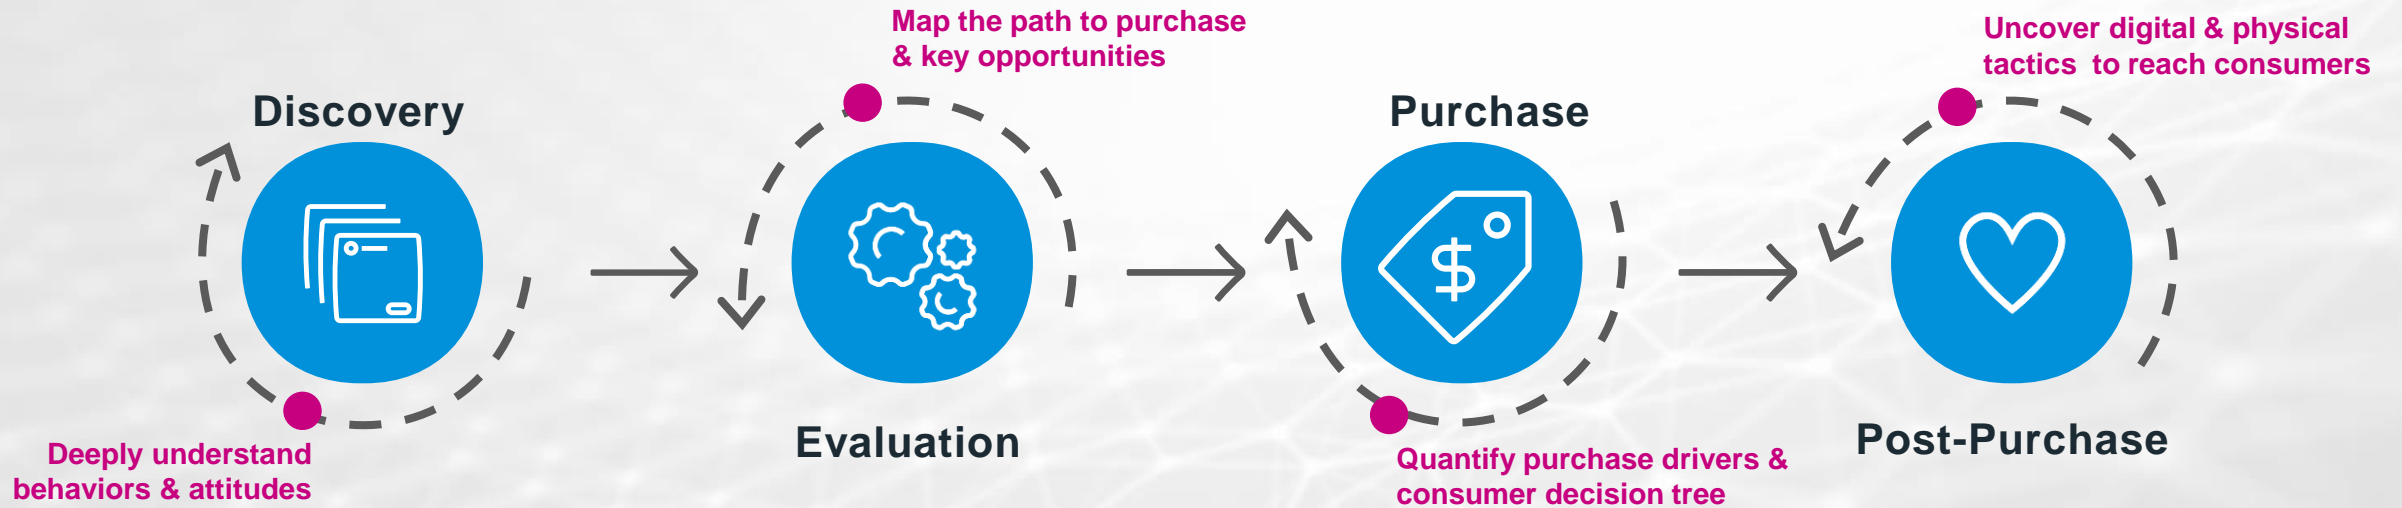 Discovery
Deeply understand
behaviors & attitudes
Map the path to purchase
& key opportunities
Evaluation
Purchase
$
Quantify purchase drivers &
consumer decision tree
Uncover digital & physical
tactics  to reach consumers
Post-Purchase